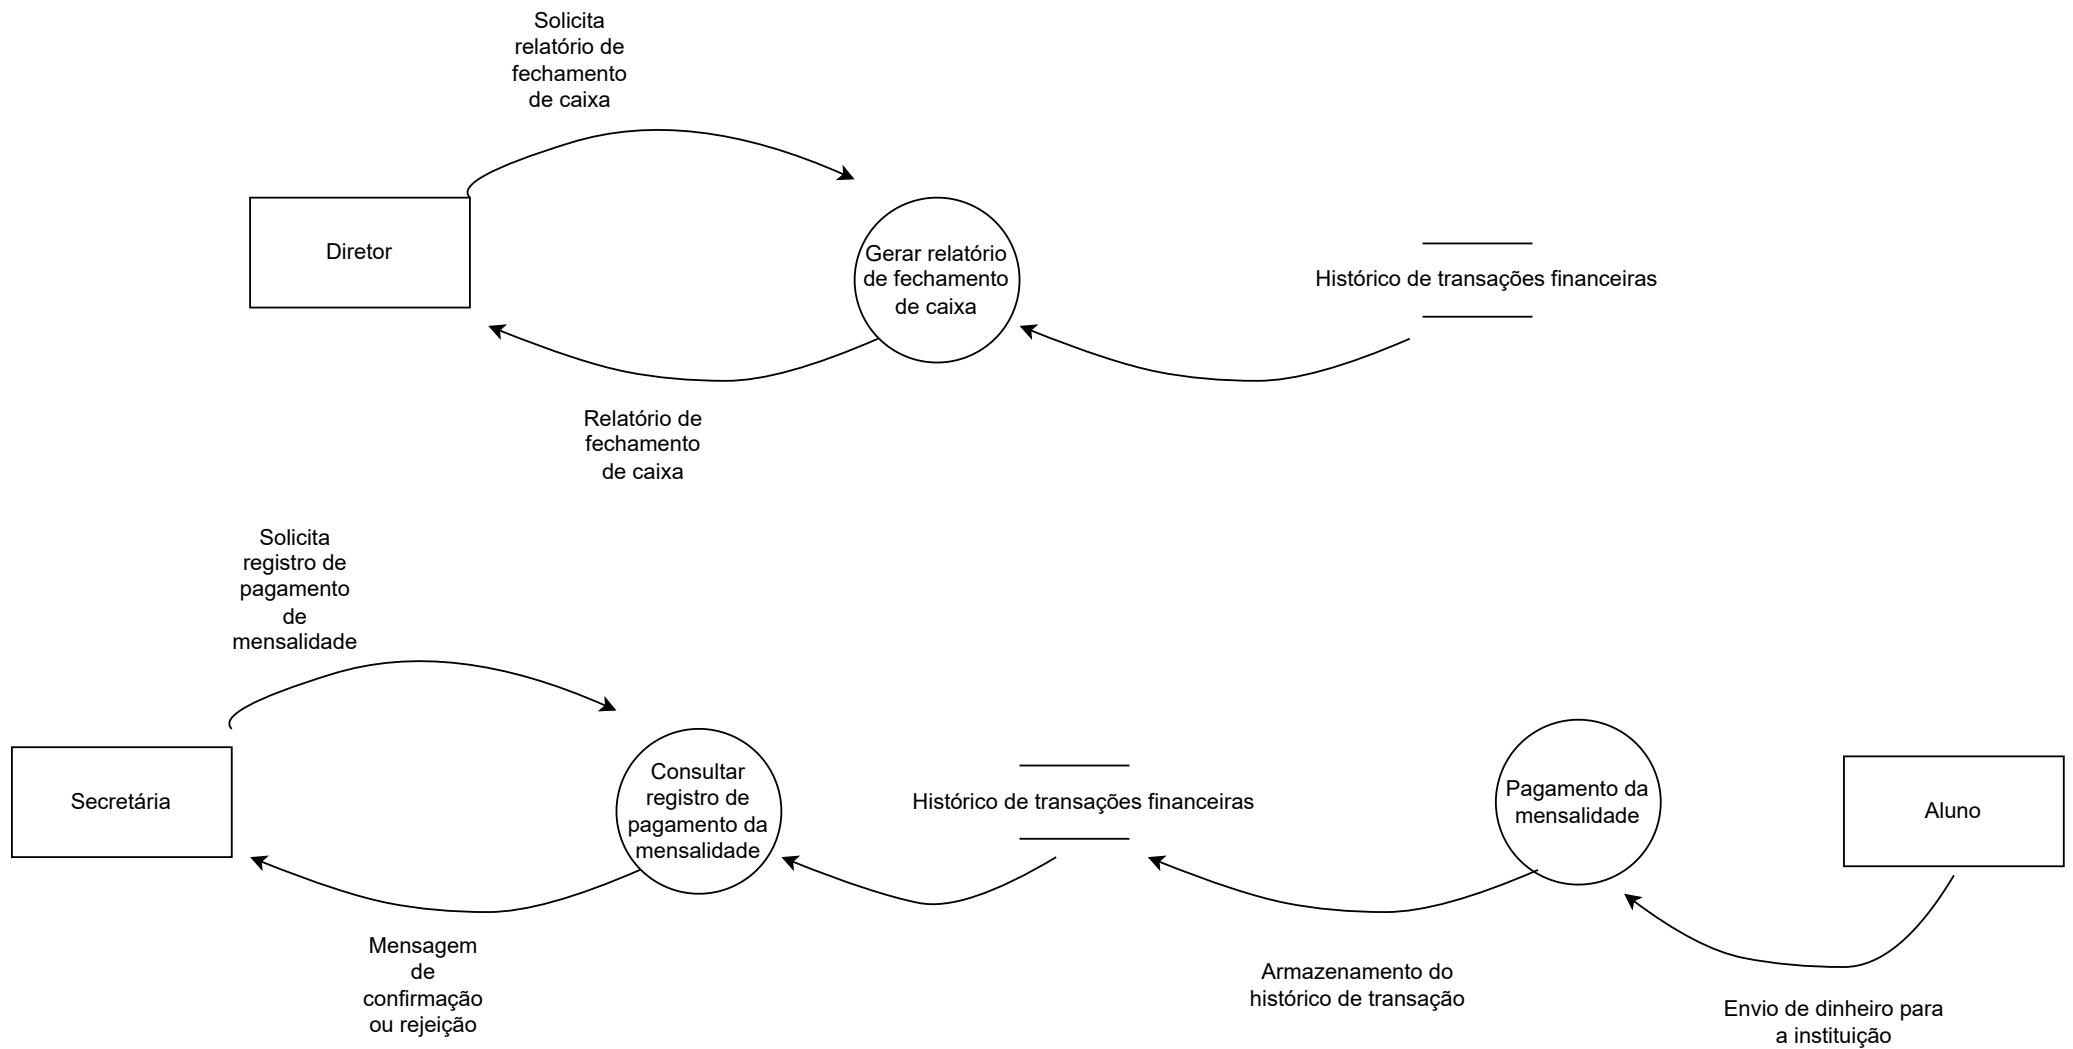 Solicita
relatório de
fechamento
de caixa
Diretor
Gerar relatório
de fechamento
de caixa
Histórico de transações financeiras
Relatório de
fechamento
de caixa
Solicita
registro de
pagamento
de
mensalidade
Secretária
Consultar
registro de
pagamento da
mensalidade
Histórico de transações financeiras
Pagamento da
mensalidade
Aluno
Mensagem
de
confirmação
ou rejeição
Armazenamento do
histórico de transação
Envio de dinheiro para
a instituição